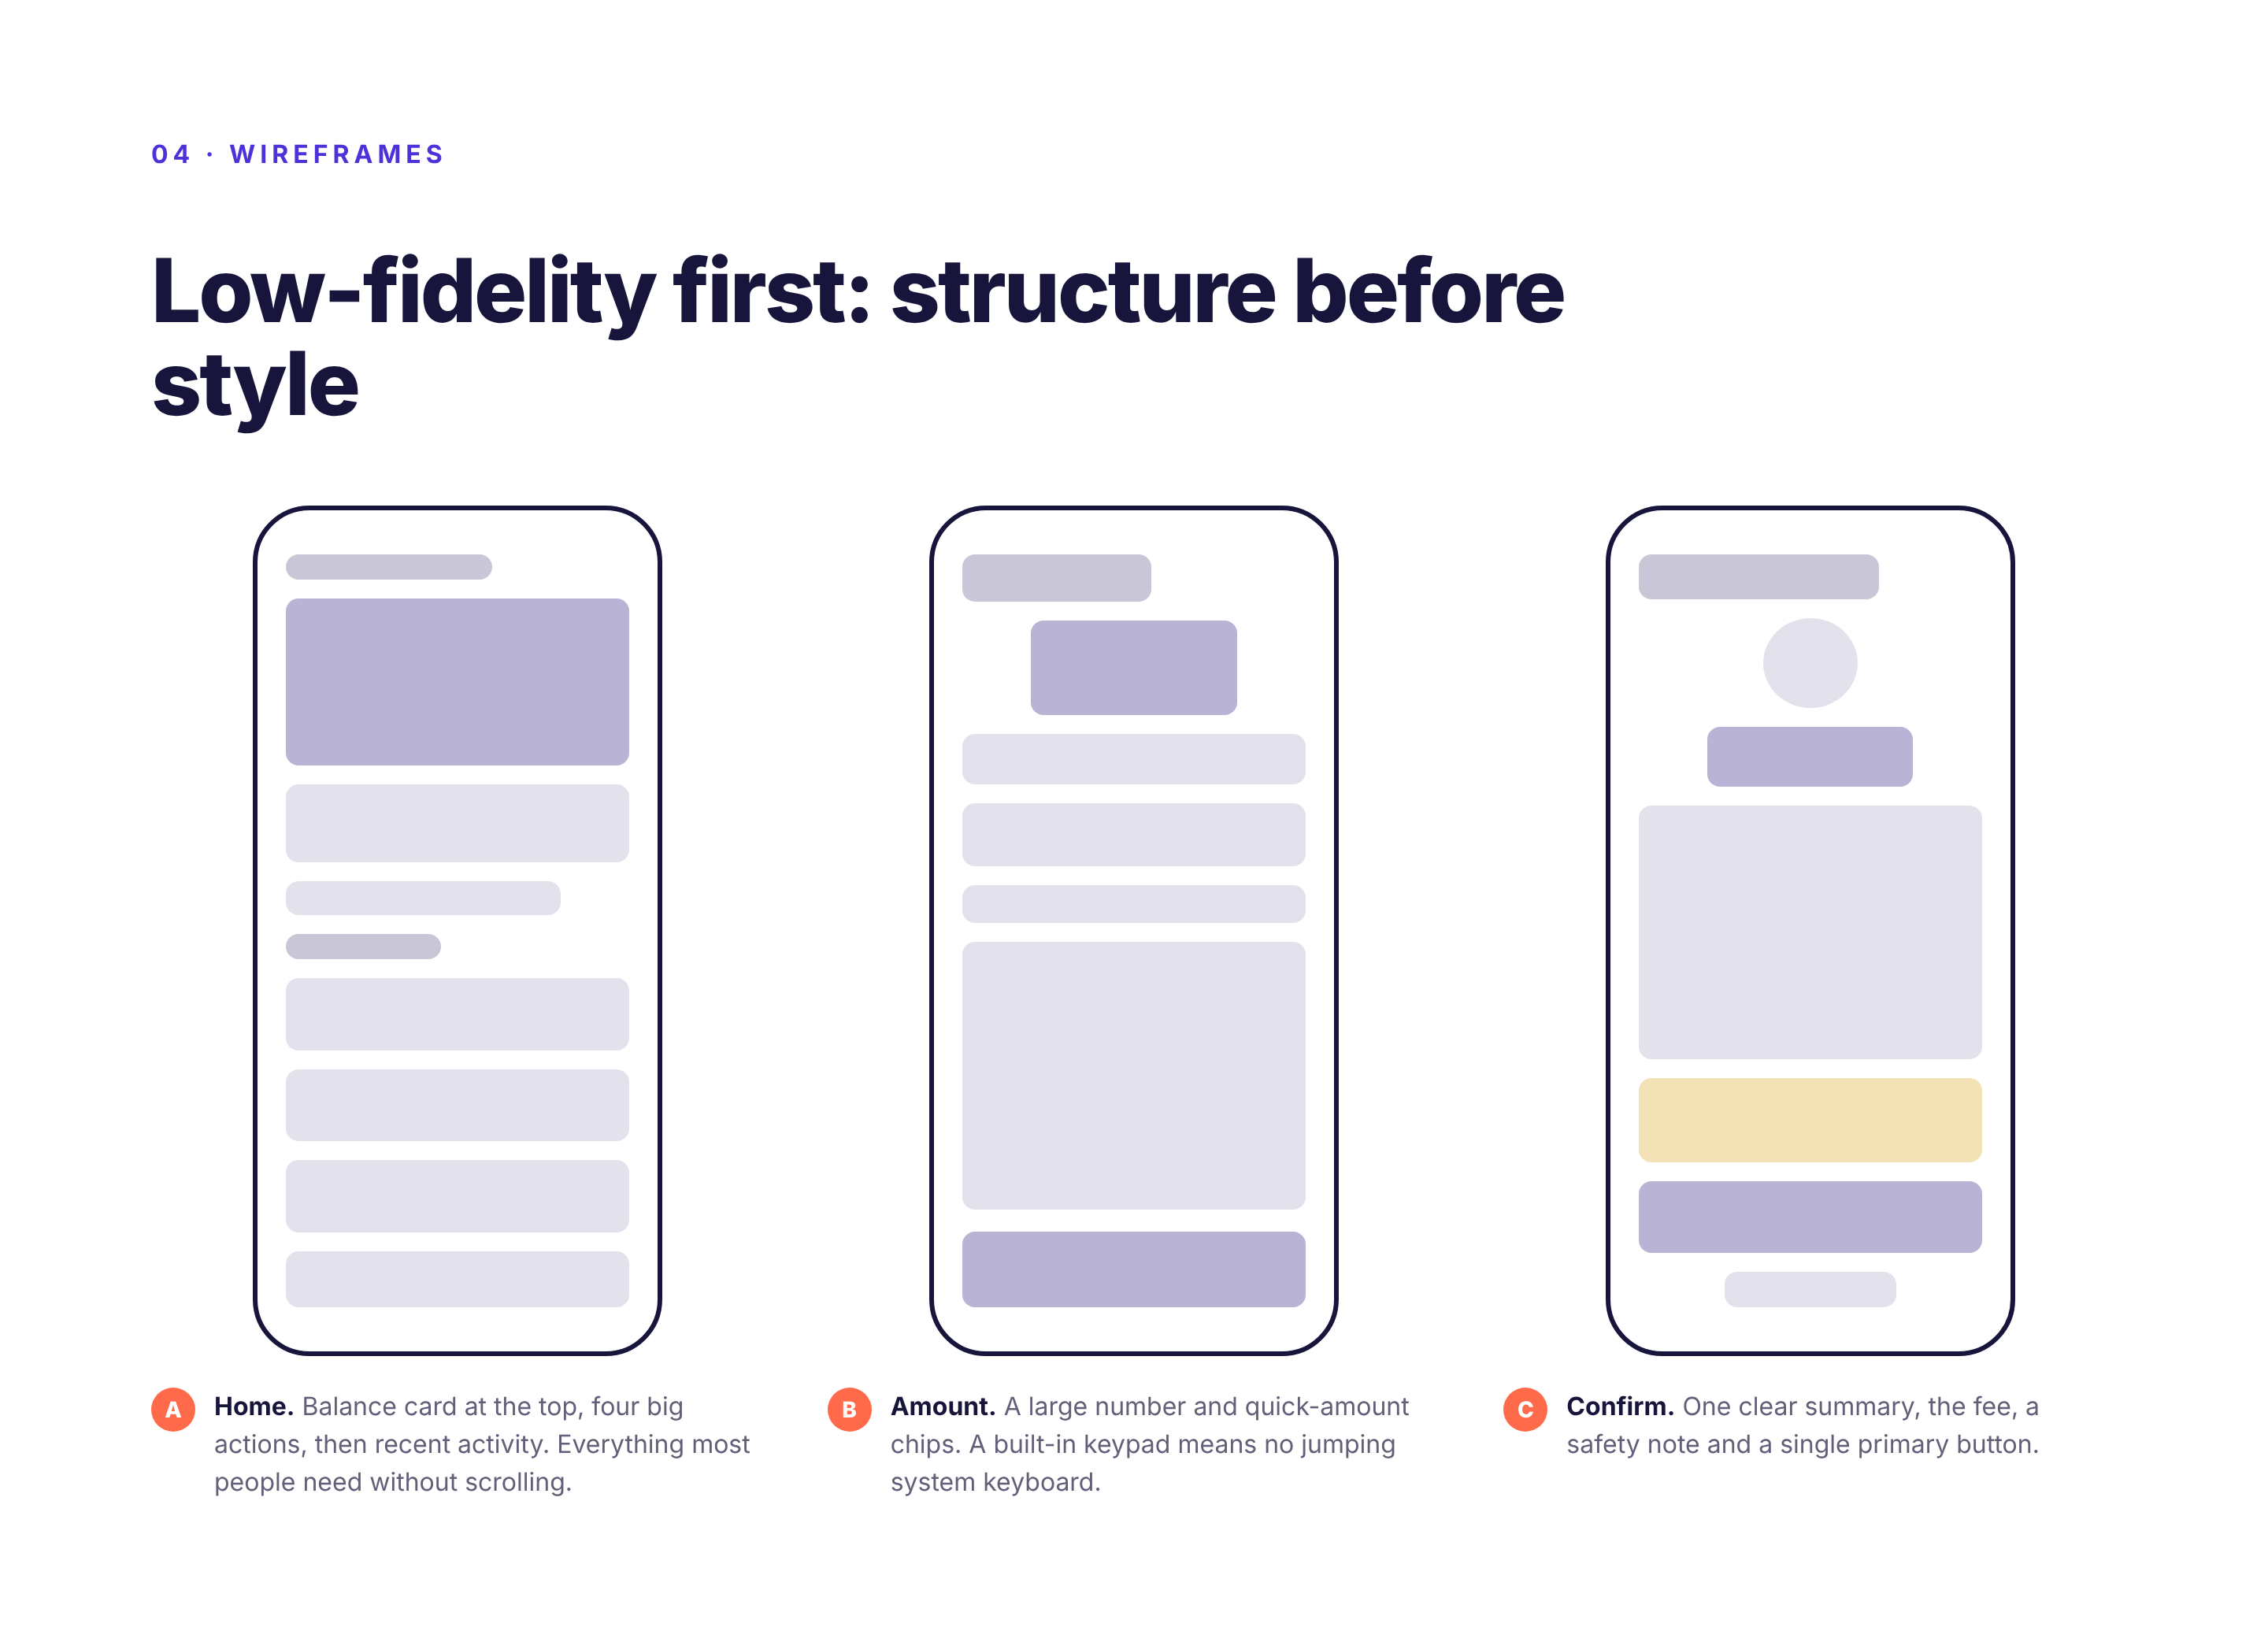 04 · WIREFRAMES
Low-fidelity first: structure before
style
A
Home. Balance card at the top, four big
actions, then recent activity. Everything most
people need without scrolling.
B
Amount. A large number and quick-amount
chips. A built-in keypad means no jumping
system keyboard.
C
Confirm. One clear summary, the fee, a
safety note and a single primary button.